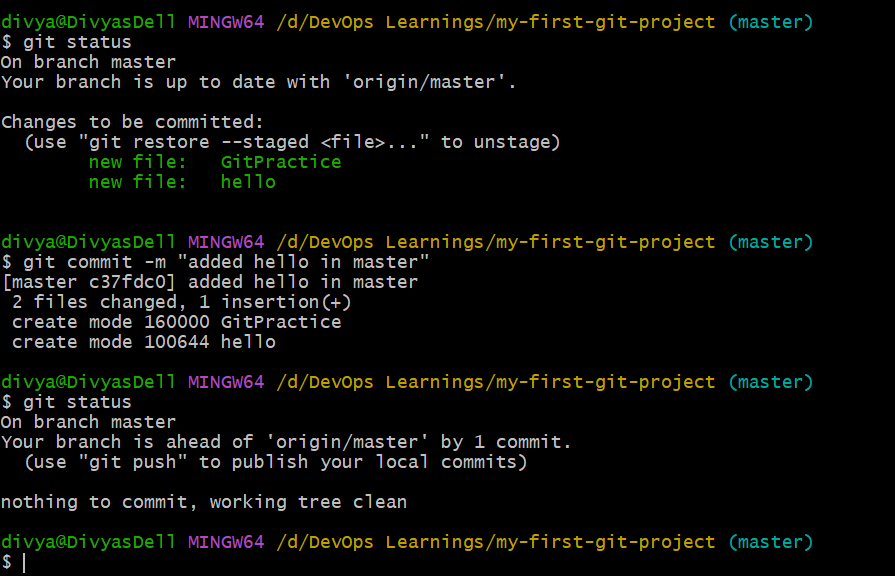 divya@DivyasDell MINGW64 /d/DevOps Learnings/my-first-git-project (master)
$ git status
On branch master
Your branch is up to date with 'origin/master'.

Changes to be committed:
  (use "git restore --staged <file>..." to unstage)
        new file:   GitPractice
        new file:   hello


divya@DivyasDell MINGW64 /d/DevOps Learnings/my-first-git-project (master)
$ git commit -m "added hello in master"
[master c37fdc0] added hello in master
 2 files changed, 1 insertion(+)
 create mode 160000 GitPractice
 create mode 100644 hello

divya@DivyasDell MINGW64 /d/DevOps Learnings/my-first-git-project (master)
$ git status
On branch master
Your branch is ahead of 'origin/master' by 1 commit.
  (use "git push" to publish your local commits)

nothing to commit, working tree clean

divya@DivyasDell MINGW64 /d/DevOps Learnings/my-first-git-project (master)
$